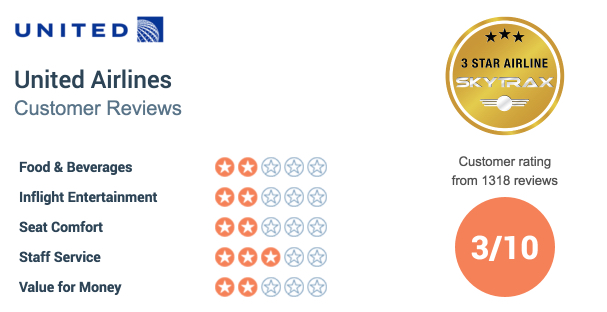 UNITED
United Airlines
Customer Reviews
3 STAR AIRLINE
SKYTRAX
Food & Beverages
Inflight Entertainment
Seat Comfort
Staff Service
Value for Money
Customer rating
from 1318 reviews
3/10